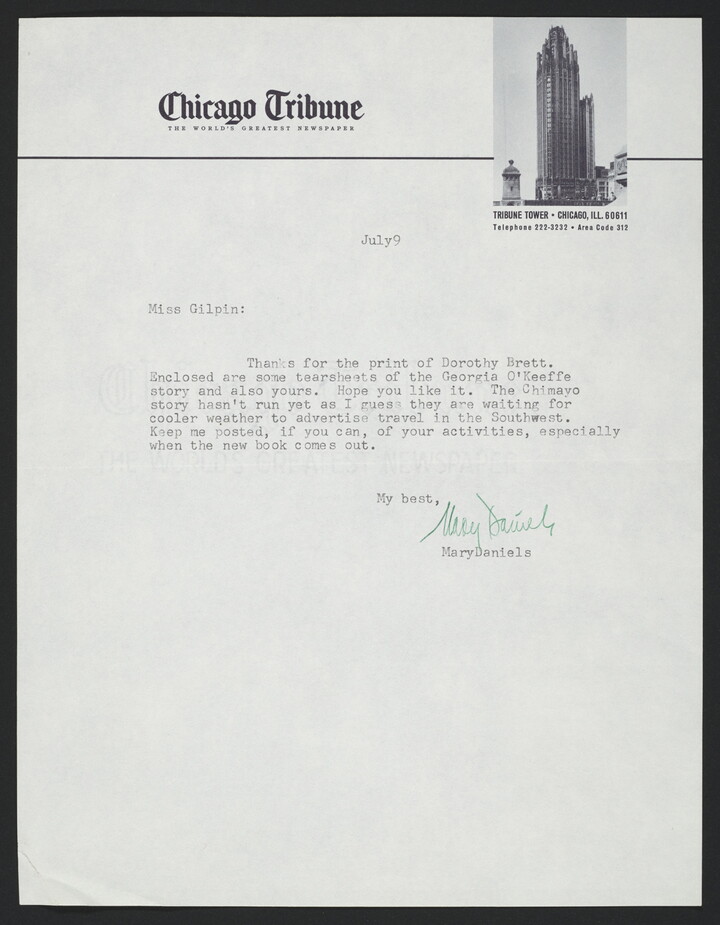 Chicago Tribune
THE WORLD'S GREATEST NEWSPAPER
TRIBUNE TOWER • CHICAGO, ILL. 60611
Telephone 222-3232 • Area Code 312
July9
Miss Gilpin:
Thanks for the print of Dorothy Brett.
Enclosed are some tearsheets of the Georgia O'Keeffe
story and also yours. Hope you like it. The Chimayo
story hasn't run yet as I guess they are waiting for
cooler weather to advertise travel in the Southwest.
Keep me posted, if you can, of your activities, especially
when the new book comes out.
My best,
Mary Daniels
MaryDaniels